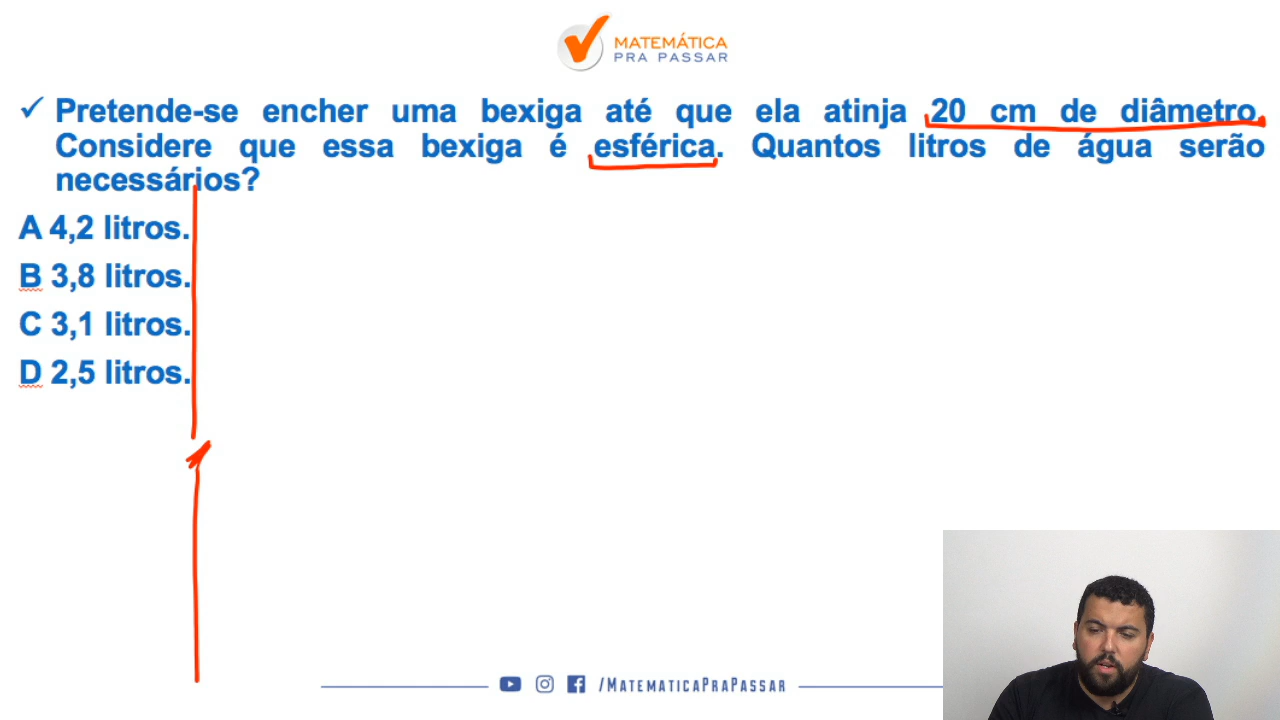 MATEMÁTICA
PRA PASSAR
✓ Pretende-se encher uma bexiga até que ela atinja 20 cm de diâmetro.
Considere que essa bexiga é esférica. Quantos litros de água serão
necessários?
A 4,2 litros.
B 3,8 litros.
C 3,1 litros.
D 2,5 litros.
/MATEMATICAPRAPASSAR